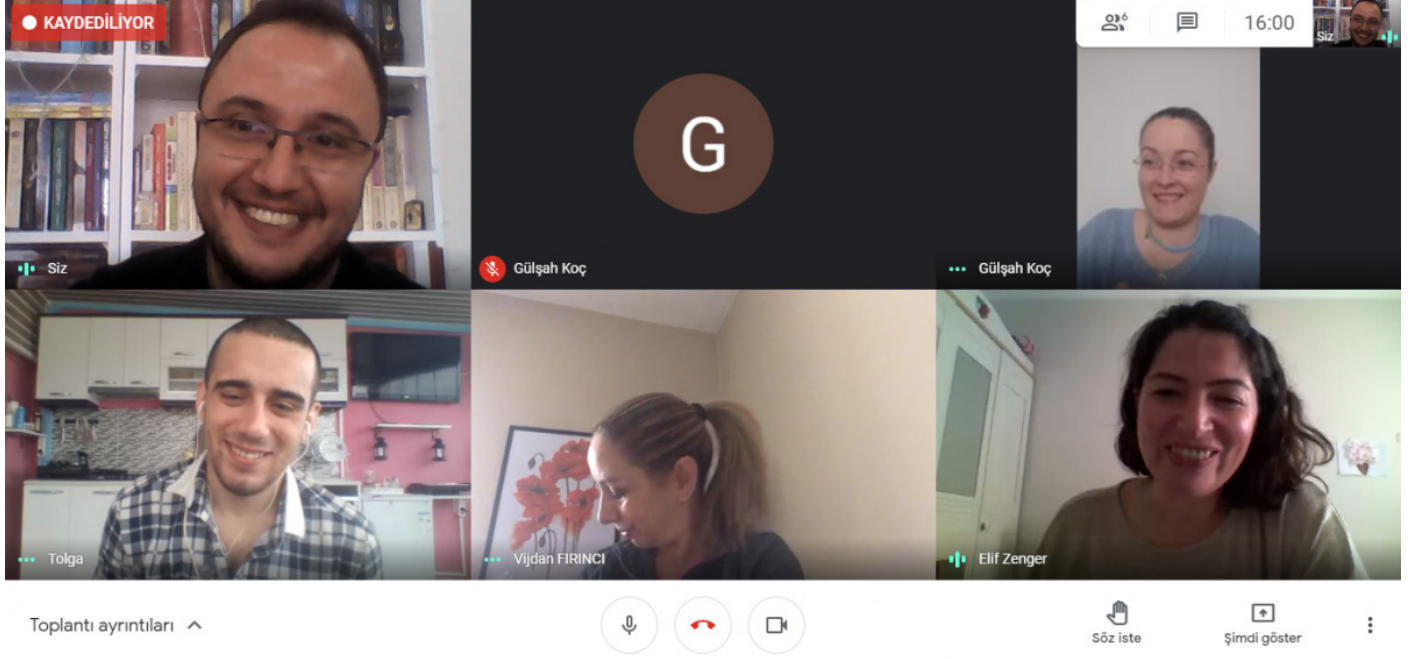 KAYDEDİLİYOR
6
16:00
Siz
G
Siz
Gülşah Koç
Gülşah Koç
Tolga
Vijdan FIRINCI
Elif Zenger
Toplantı ayrıntıları
Söz iste
Şimdi göster